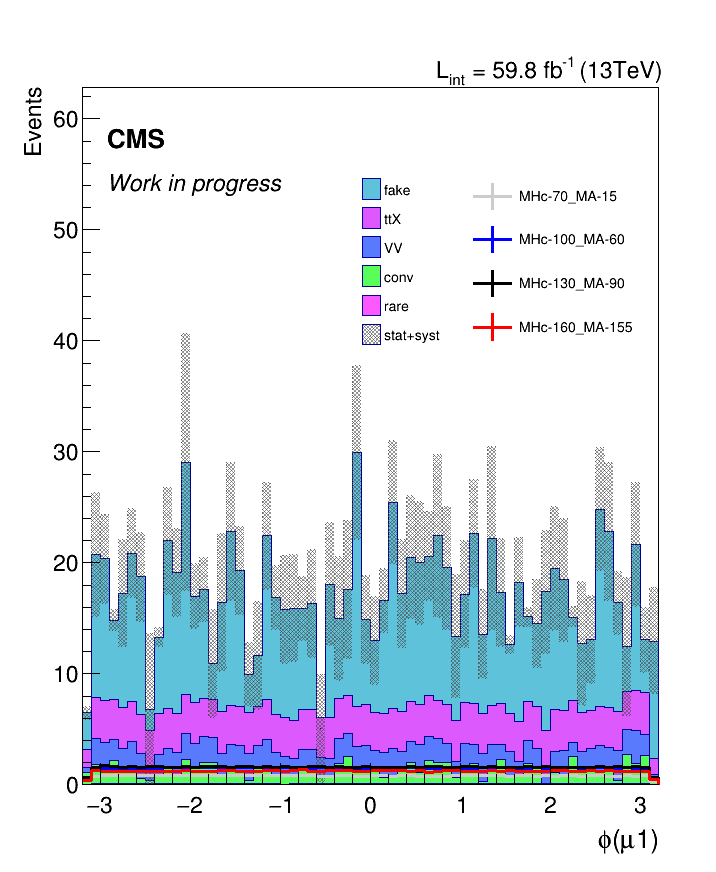 L_int = 59.8 fb^-1 (13TeV)
Events
CMS
Work in progress
fake
ttX
VV
conv
rare
stat+syst
MHc-70_MA-15
MHc-100_MA-60
MHc-130_MA-90
MHc-160_MA-155
60
50
40
30
20
10
0
−3 −2 −1 0 1 2 3
ϕ(μ1)